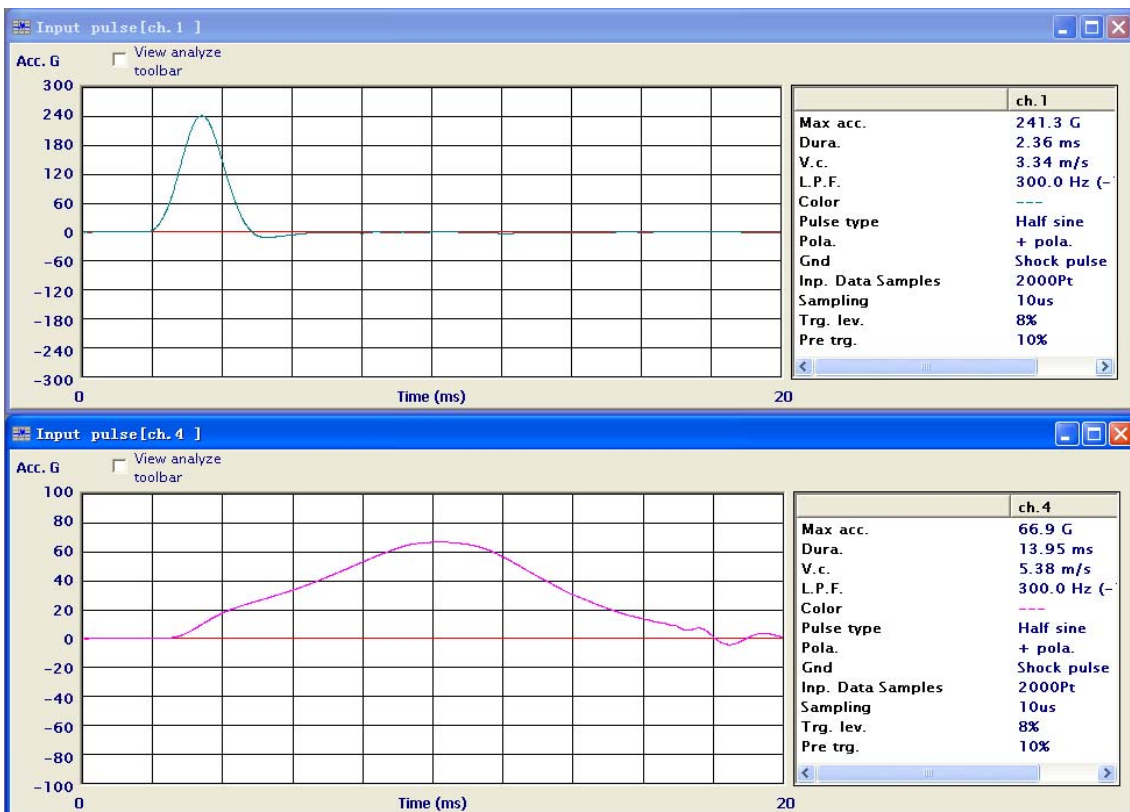 Input pulse[ch.1 ]
Acc. G
View analyze
toolbar
300
240
180
120
60
0
-60
-120
-180
-240
-300
0
Time (ms)
20
ch.1
Max acc. 241.3 G
Dura. 2.36 ms
V.c. 3.34 m/s
L.P.F. 300.0 Hz (-
Color ---
Pulse type Half sine
Pola. + pola.
Gnd Shock pulse
Inp. Data Samples 2000Pt
Sampling 10us
Trg. lev. 8%
Pre trg. 10%
Input pulse[ch.4 ]
Acc. G
View analyze
toolbar
100
80
60
40
20
0
-20
-40
-60
-80
-100
0
Time (ms)
20
ch.4
Max acc. 66.9 G
Dura. 13.95 ms
V.c. 5.38 m/s
L.P.F. 300.0 Hz (-
Color ---
Pulse type Half sine
Pola. + pola.
Gnd Shock pulse
Inp. Data Samples 2000Pt
Sampling 10us
Trg. lev. 8%
Pre trg. 10%